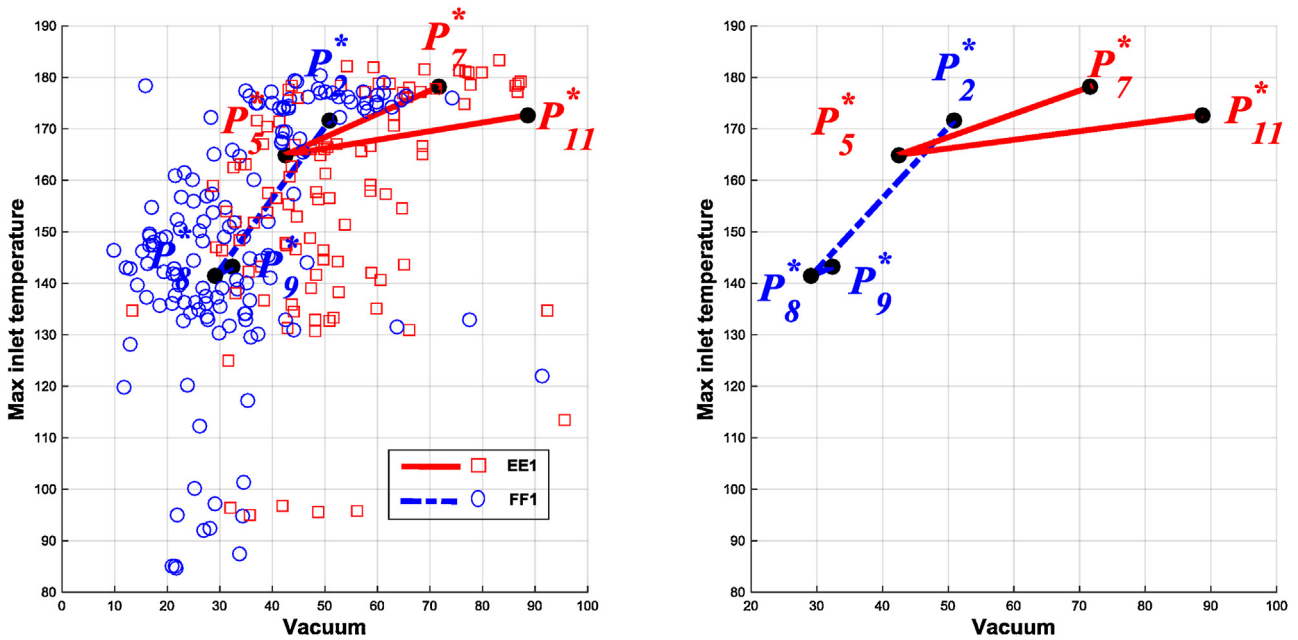 190
180
170
160
150
140
130
120
110
100
90
80
Max inlet temperature
0 10 20 30 40 50 60 70 80 90 100
Vacuum
P*2
P*7
P*5
P*11
P*8
P*9
EE1
FF1
190
180
170
160
150
140
130
120
110
100
90
80
Max inlet temperature
20 30 40 50 60 70 80 90 100
Vacuum
P*2
P*7
P*5
P*11
P*8
P*9